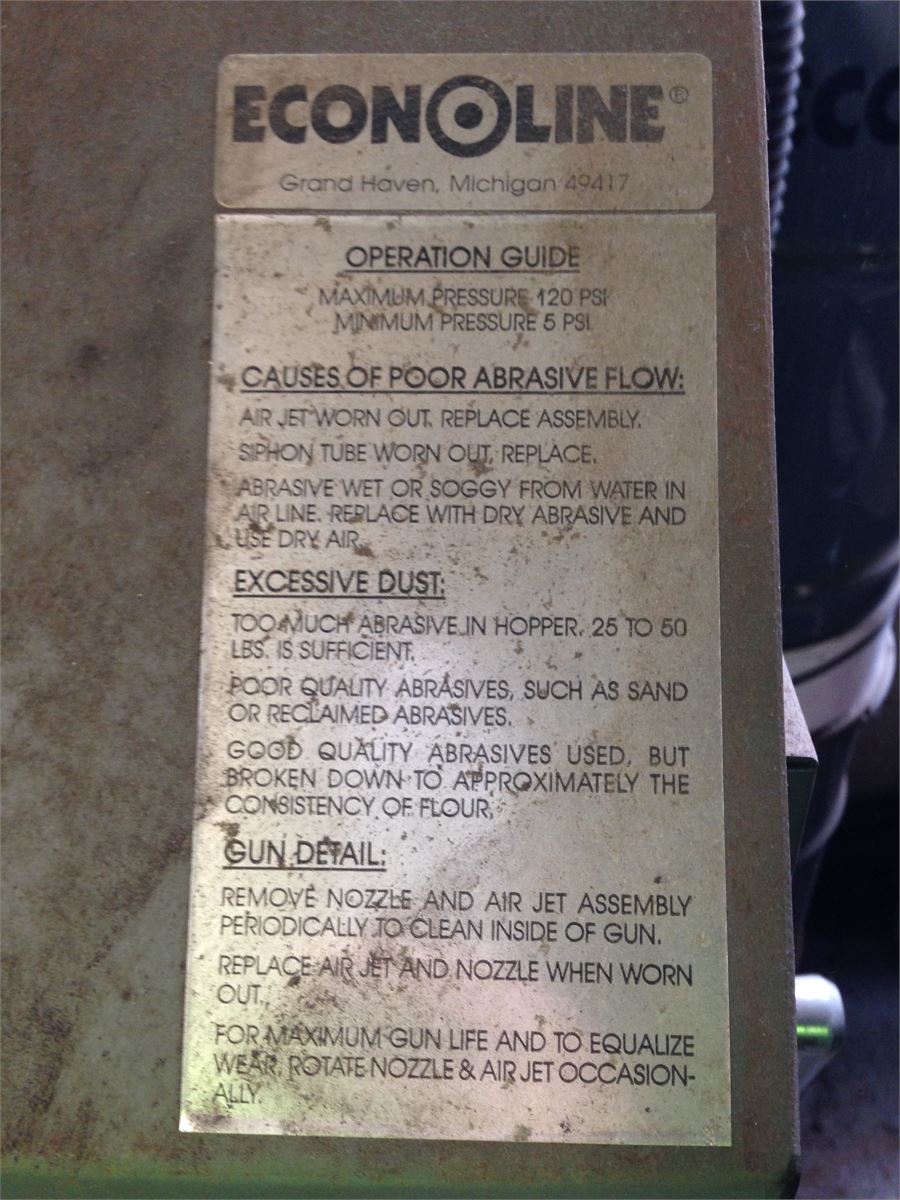 ECONOLINE®
Grand Haven, Michigan 49417
OPERATION GUIDE
MAXIMUM PRESSURE 120 PSI
MINIMUM PRESSURE 5 PSI
CAUSES OF POOR ABRASIVE FLOW:
AIR JET WORN OUT. REPLACE ASSEMBLY.
SIPHON TUBE WORN OUT, REPLACE.
ABRASIVE WET OR SOGGY FROM WATER IN
AIR LINE. REPLACE WITH DRY ABRASIVE AND
USE DRY AIR.
EXCESSIVE DUST:
TOO MUCH ABRASIVE IN HOPPER. 25 TO 50
LBS. IS SUFFICIENT.
POOR QUALITY ABRASIVES, SUCH AS SAND
OR RECLAIMED ABRASIVES.
GOOD QUALITY ABRASIVES USED, BUT
BROKEN DOWN TO APPROXIMATELY THE
CONSISTENCY OF FLOUR.
GUN DETAIL:
REMOVE NOZZLE AND AIR JET ASSEMBLY
PERIODICALLY TO CLEAN INSIDE OF GUN.
REPLACE AIR JET AND NOZZLE WHEN WORN
OUT.
FOR MAXIMUM GUN LIFE AND TO EQUALIZE
WEAR, ROTATE NOZZLE & AIR JET OCCASION-
ALLY.